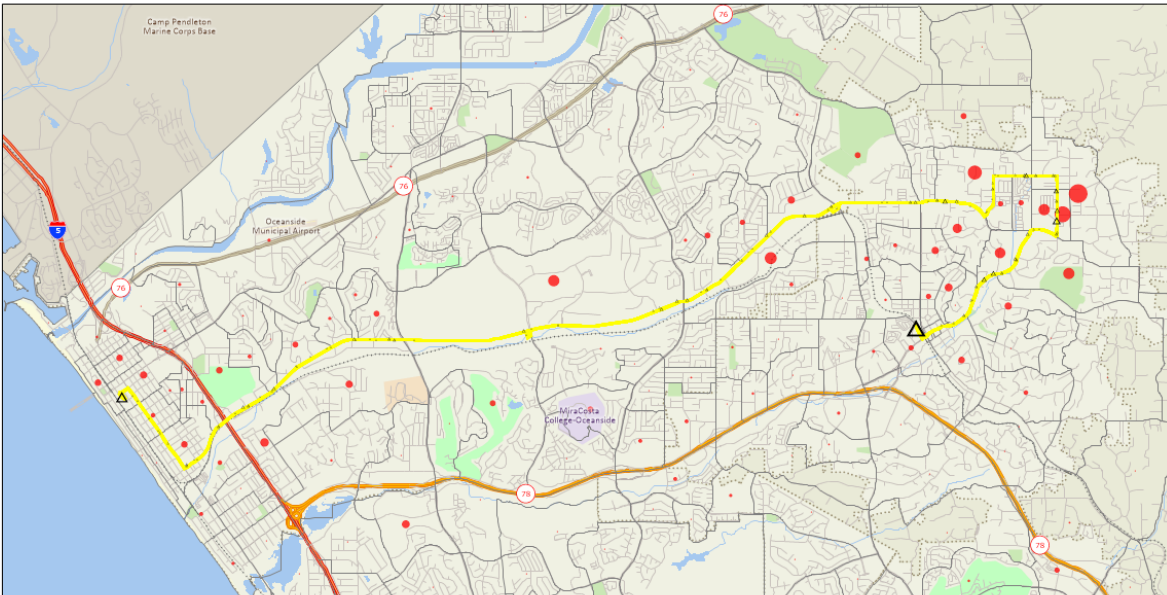 Camp Pendleton
Marine Corps Base
76
76
Oceanside
Municipal Airport
5
76
MiraCosta
College-Oceanside
78
78